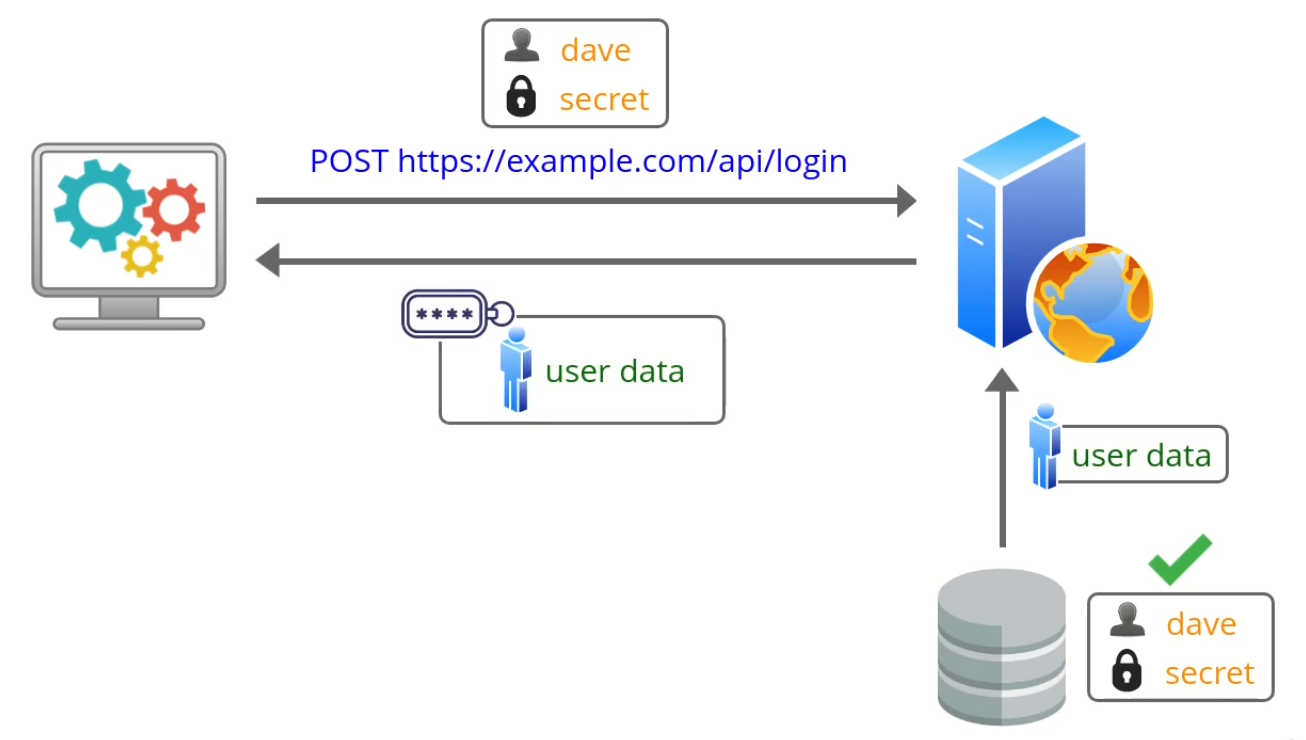 dave
secret
POST https://example.com/api/login
****
user data
user data
dave
secret